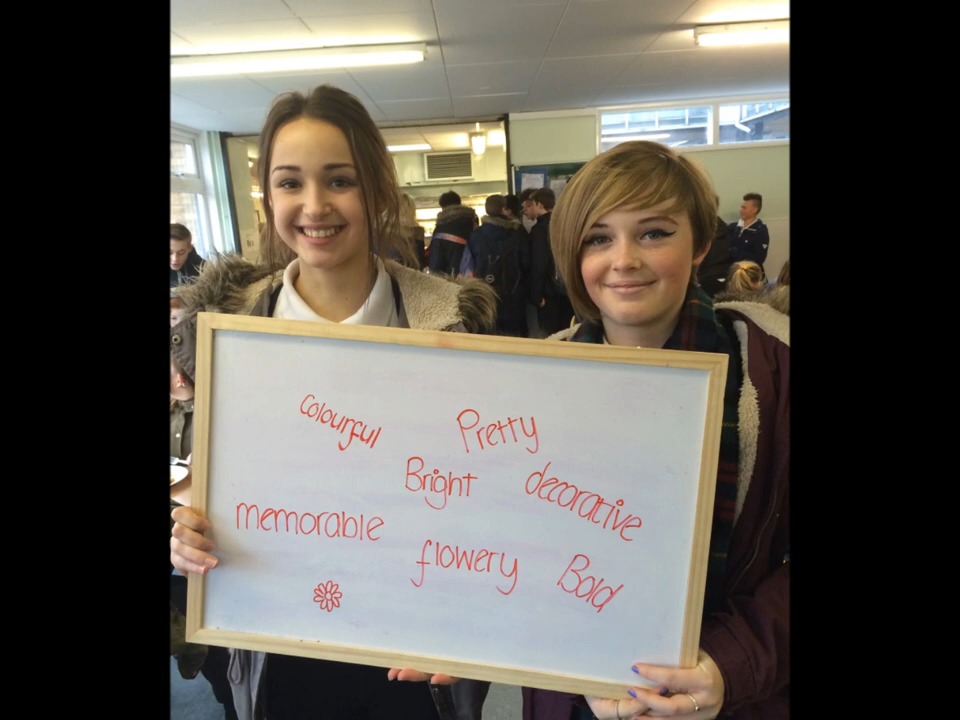 Colourful
Pretty
Bright
decorative
memorable
flowery
Bold